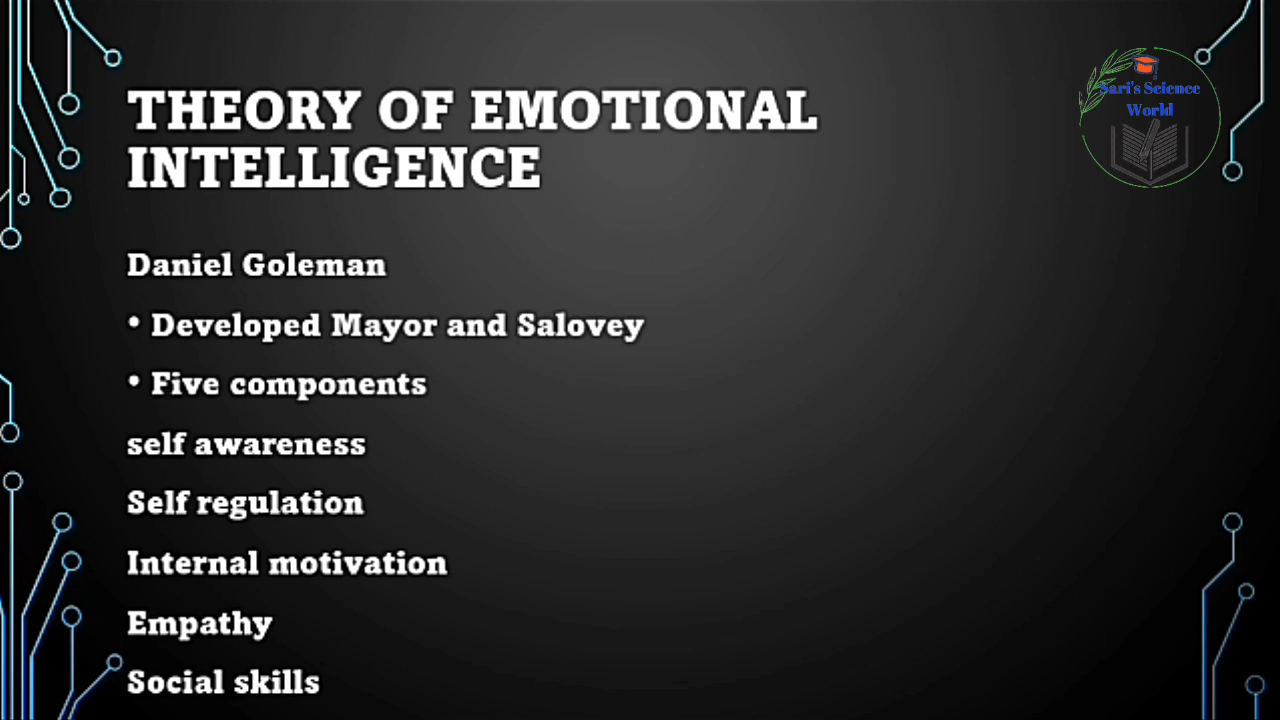 Sari's Science
World
THEORY OF EMOTIONAL
INTELLIGENCE
Daniel Goleman
• Developed Mayor and Salovey
• Five components
self awareness
Self regulation
Internal motivation
Empathy
Social skills